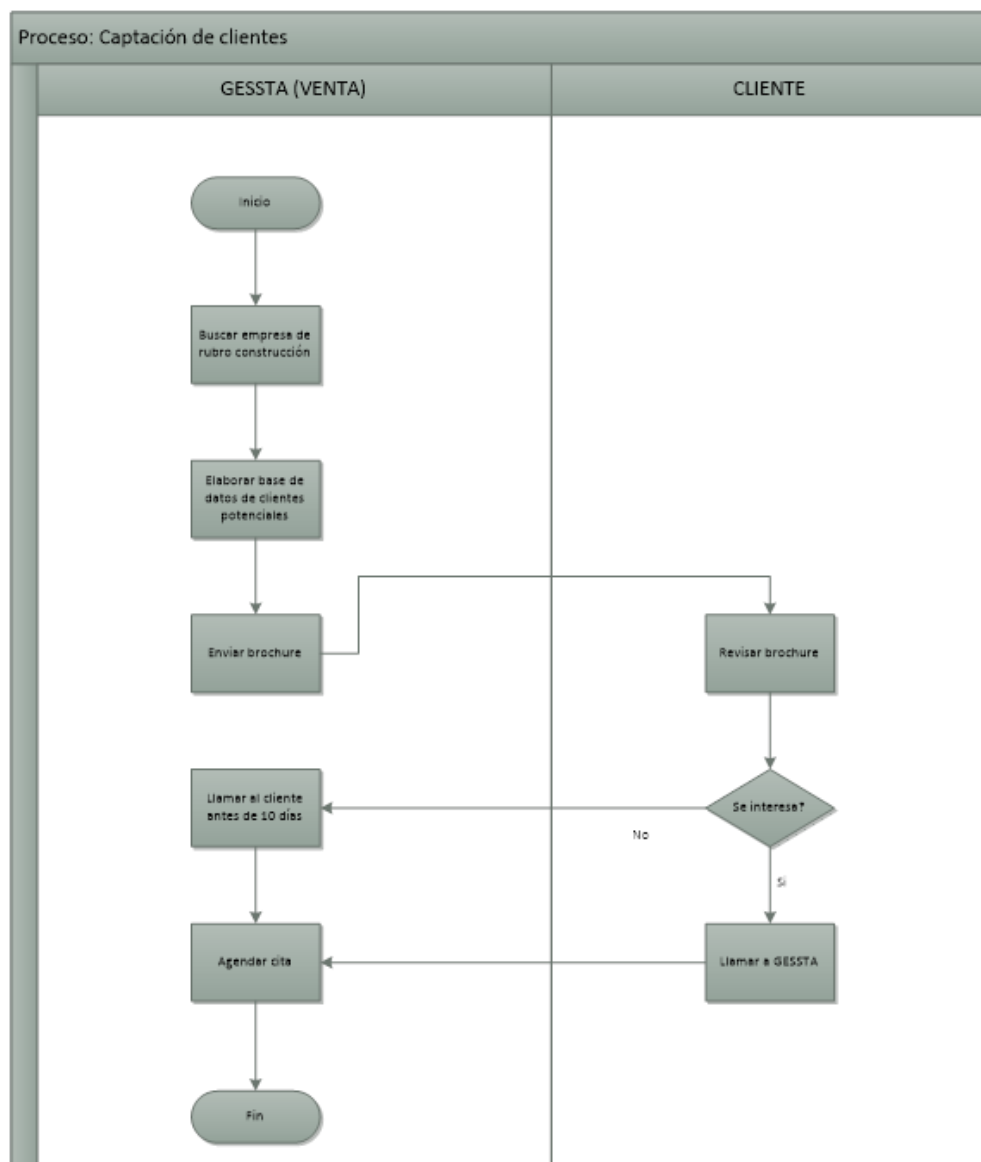 Proceso: Captación de clientes
GESSTA (VENTA)
CLIENTE
Inicio
Buscar empresa de
rubro construcción
Elaborar base de
datos de clientes
potenciales
Enviar brochure
Revisar brochure
Llamar al cliente
antes de 10 días
Se interesa?
No
Si
Agendar cita
Llamar a GESSTA
Fin